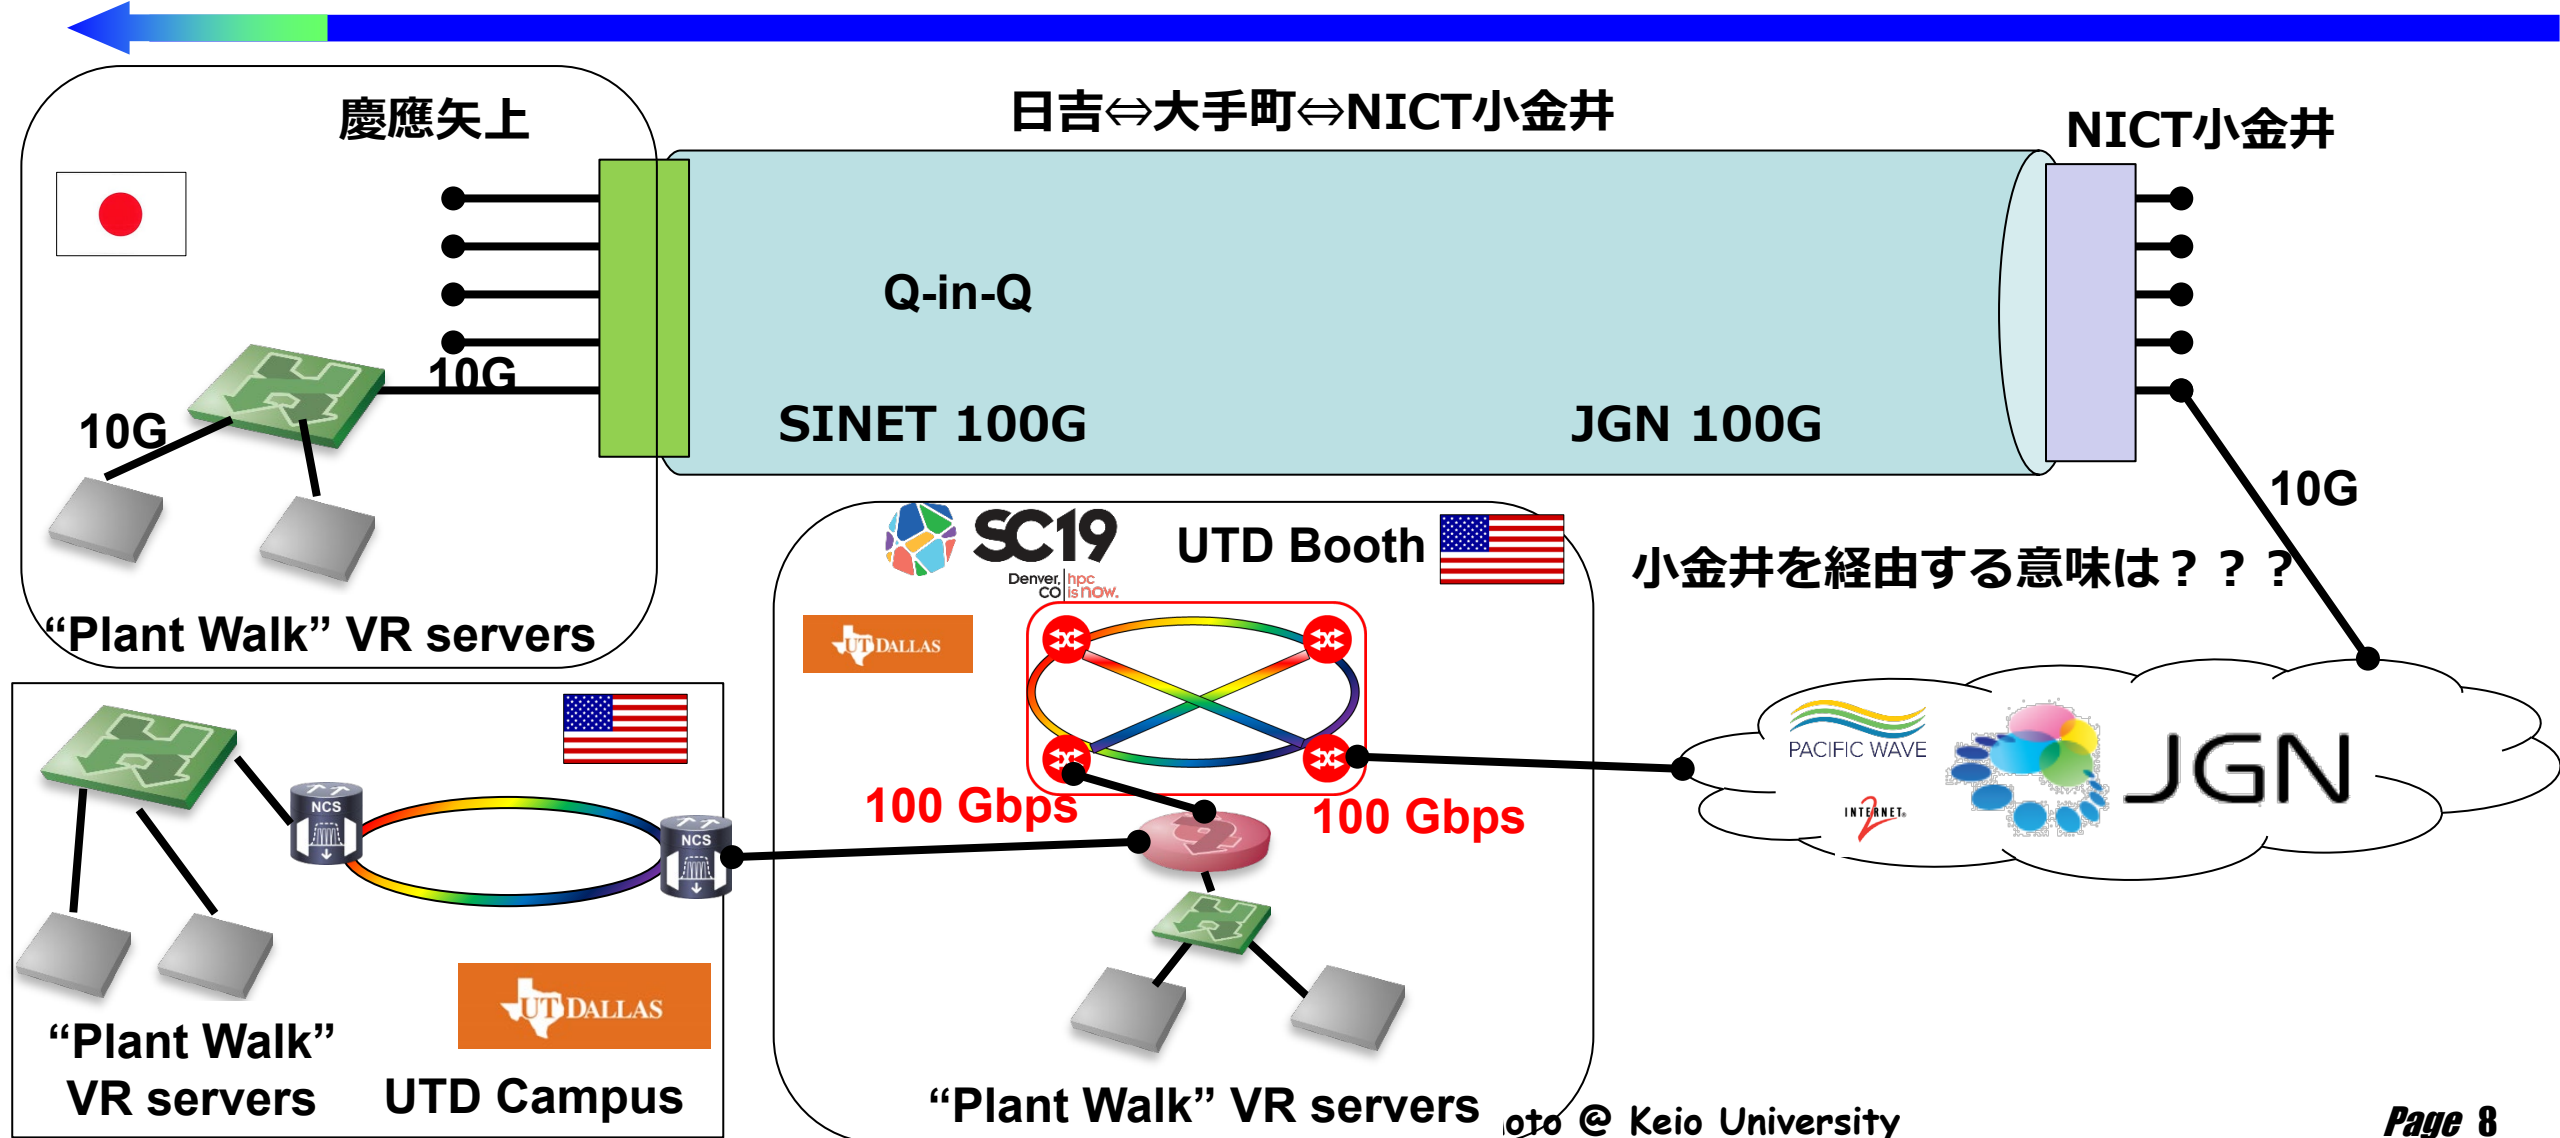 慶應矢上
日吉⇔大手町⇔NICT小金井
NICT小金井
Q-in-Q
10G
10G
SINET 100G
JGN 100G
10G
“Plant Walk” VR servers
SC19
Denver, CO
hpc is now.
UTD Booth
小金井を経由する意味は？？？
UT DALLAS
PACIFIC WAVE
INTERNET 2
JGN
100 Gbps
100 Gbps
NCS
NCS
UT DALLAS
“Plant Walk”
VR servers
UTD Campus
“Plant Walk” VR servers
oto @ Keio University
Page 8